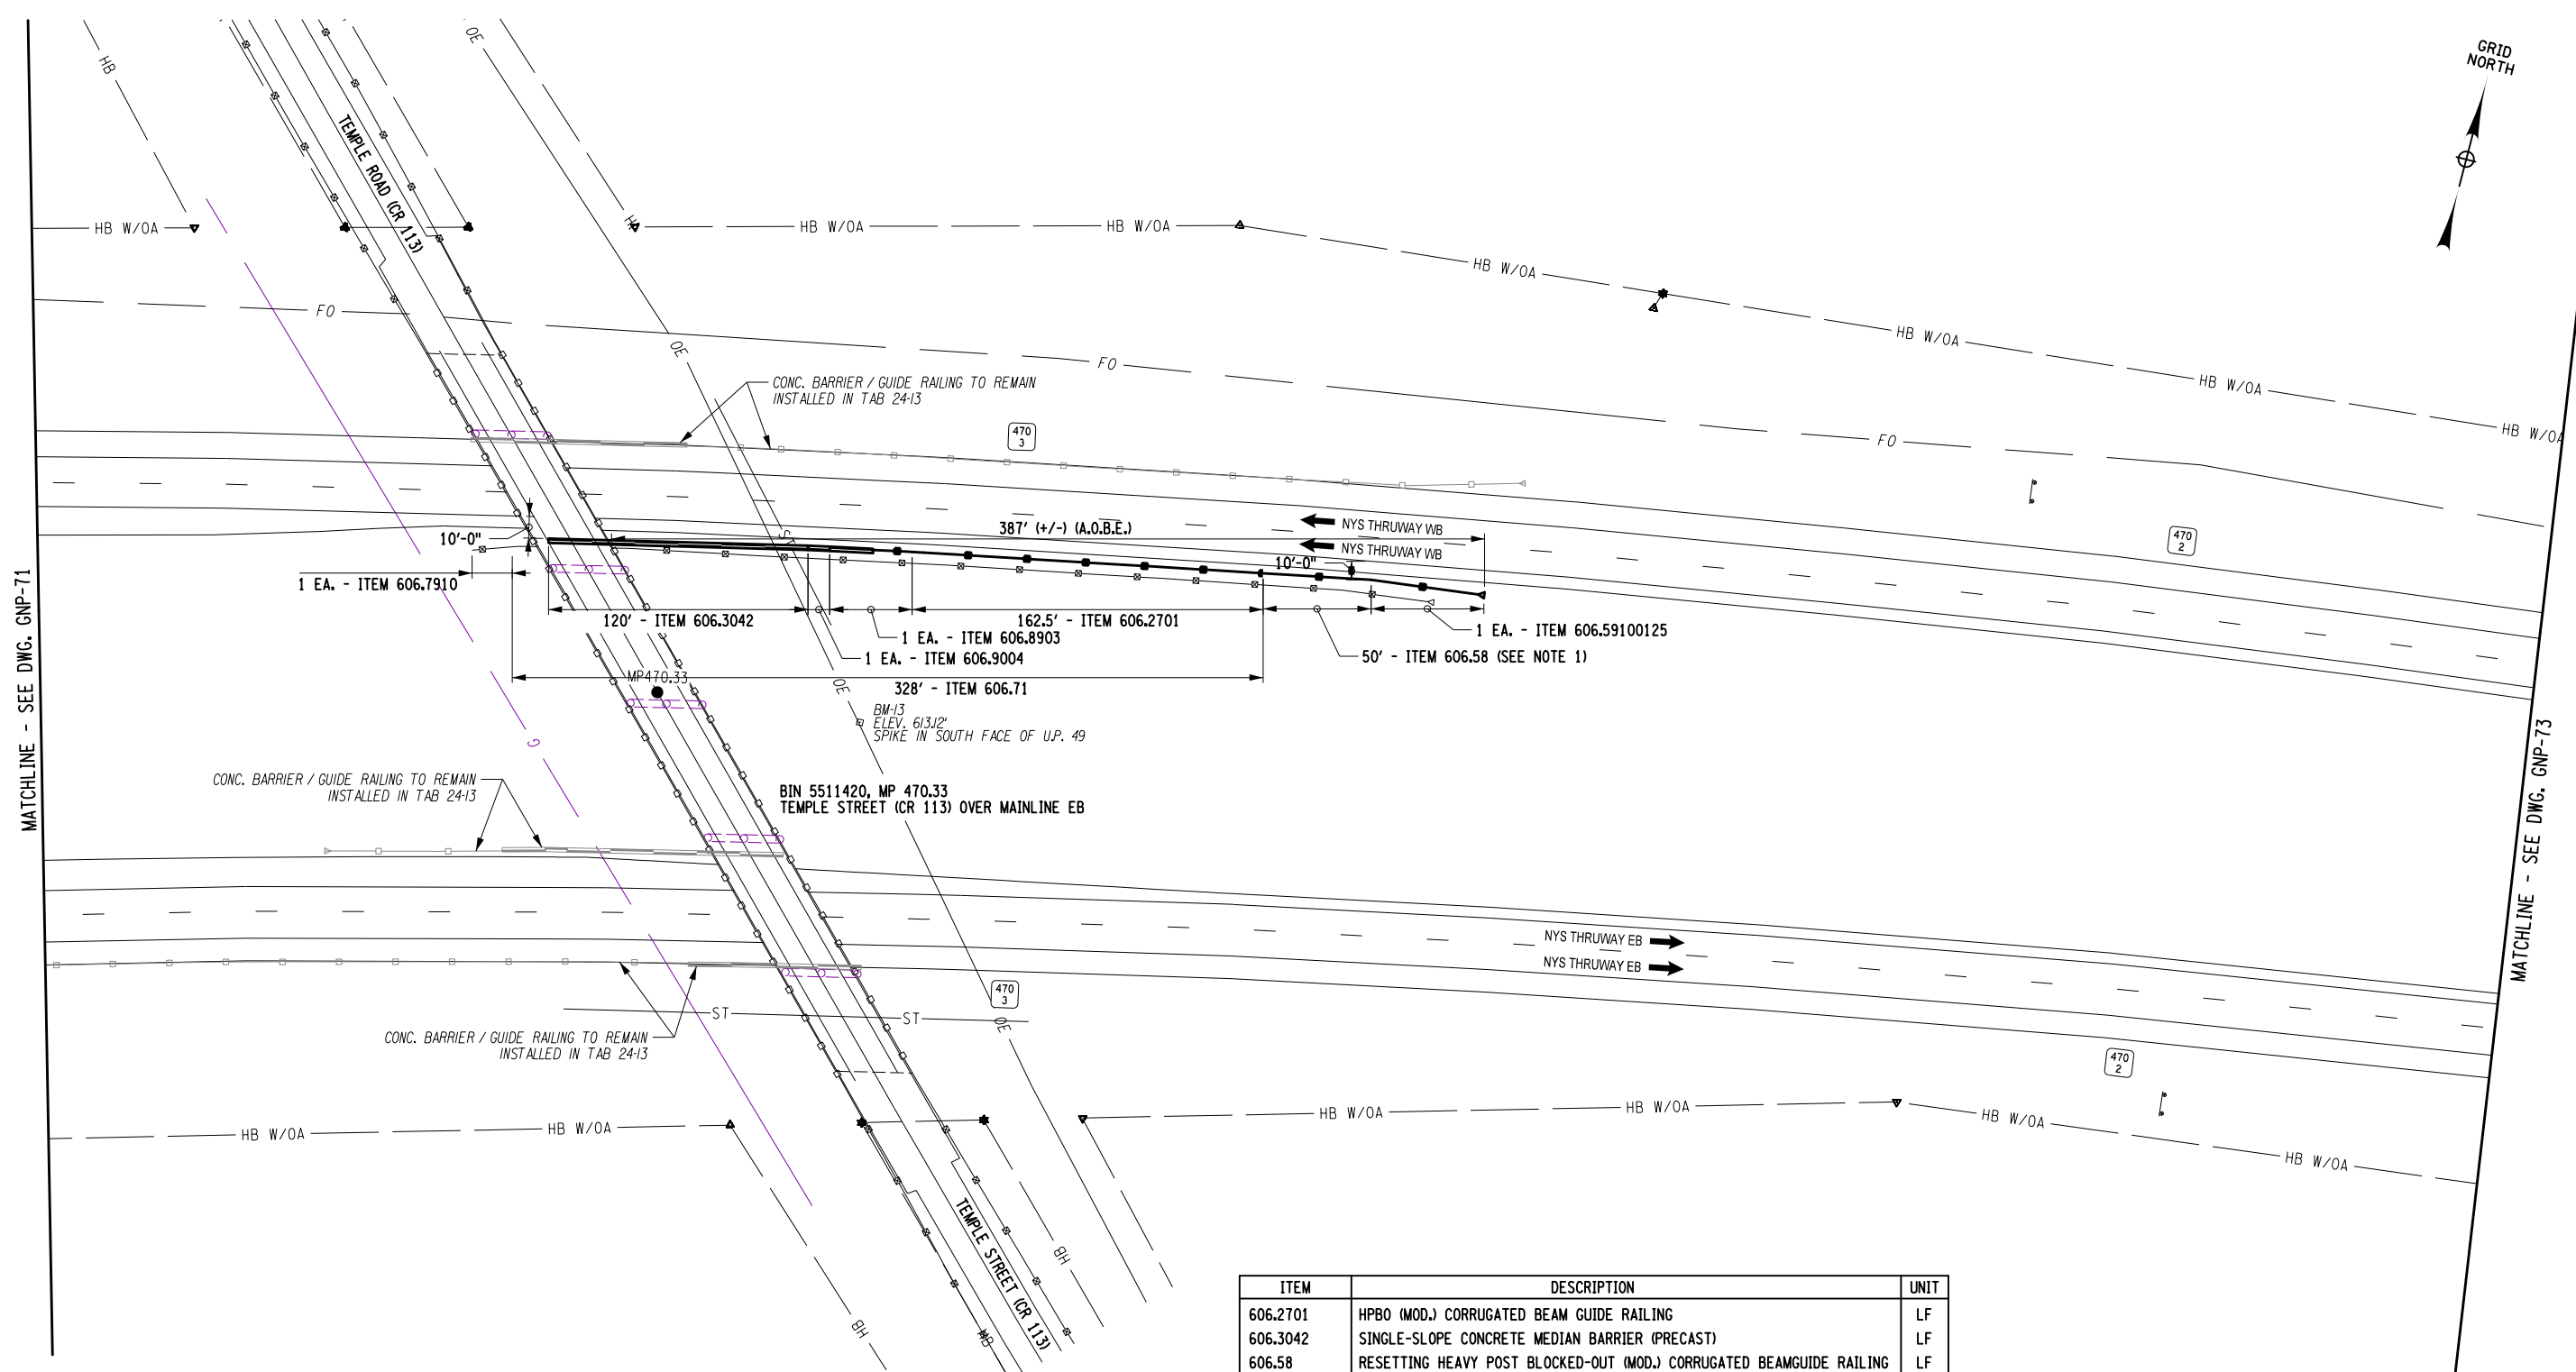 GRID
NORTH
OE
HB
TEMPLE ROAD (CR 113)
HB W/OA
HB W/OA
HB W/OA
HB W/OA
HB W/OA
HB W/OA
HB W/OA
FO
FO
FO
OE
CONC. BARRIER / GUIDE RAILING TO REMAIN
INSTALLED IN TAB 24-13
470
3
470
2
387' (+/-) (A.O.B.E.)
NYS THRUWAY WB
NYS THRUWAY WB
10'-0"
10'-0"
ST
1 EA. - ITEM 606.7910
120' - ITEM 606.3042
162.5' - ITEM 606.2701
1 EA. - ITEM 606.8903
1 EA. - ITEM 606.9004
1 EA. - ITEM 606.59100125
50' - ITEM 606.58 (SEE NOTE 1)
328' - ITEM 606.71
MP470.33
OE
BM-13
ELEV. 613.12'
SPIKE IN SOUTH FACE OF U.P. 49
G
MATCHLINE - SEE DWG. GNP-71
MATCHLINE - SEE DWG. GNP-73
CONC. BARRIER / GUIDE RAILING TO REMAIN
INSTALLED IN TAB 24-13
BIN 5511420, MP 470.33
TEMPLE STREET (CR 113) OVER MAINLINE EB
NYS THRUWAY EB
NYS THRUWAY EB
470
3
ST
ST
OE
CONC. BARRIER / GUIDE RAILING TO REMAIN
INSTALLED IN TAB 24-13
470
2
HB W/OA
HB W/OA
HB W/OA
HB W/OA
HB W/OA
HB W/OA
TEMPLE STREET (CR 113)
HB
HB
HB
ITEM DESCRIPTION UNIT
606.2701 HPBO (MOD.) CORRUGATED BEAM GUIDE RAILING LF
606.3042 SINGLE-SLOPE CONCRETE MEDIAN BARRIER (PRECAST) LF
606.58 RESETTING HEAVY POST BLOCKED-OUT (MOD.) CORRUGATED BEAMGUIDE RAILING LF